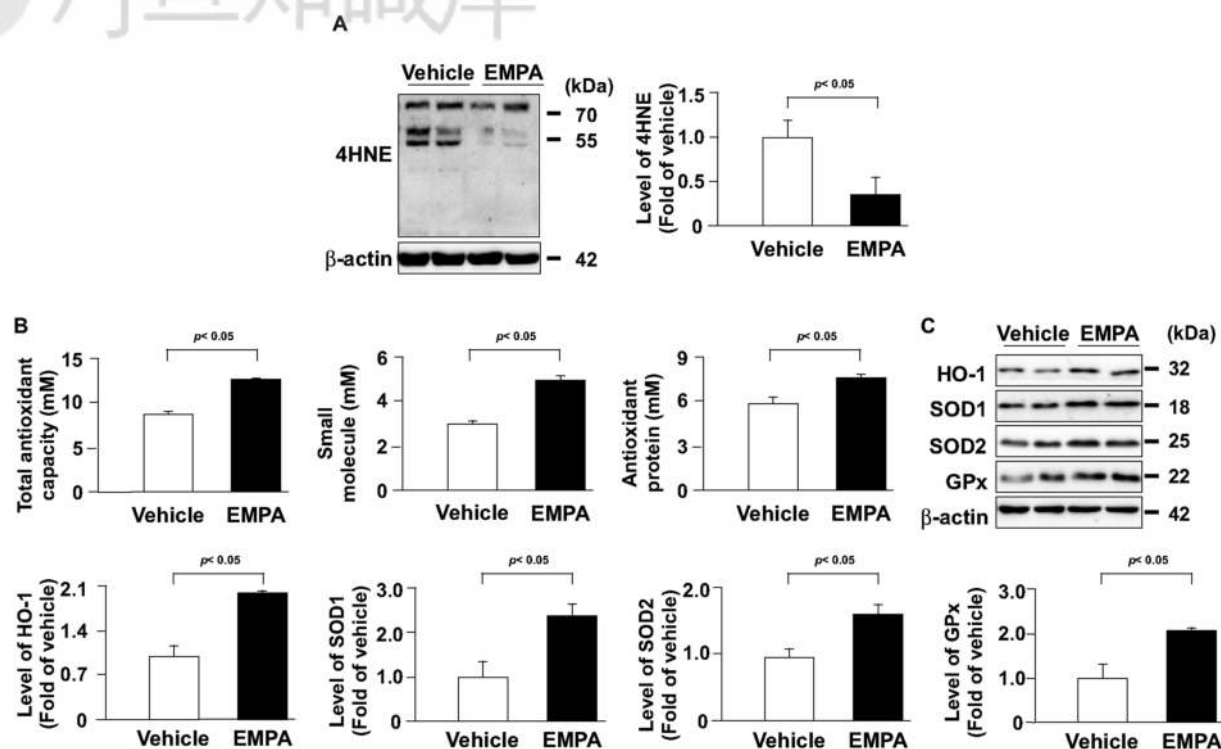 月旦知識库
A
Vehicle EMPA (kDa)
4HNE
70
55
β-actin
42
Level of 4HNE
(Fold of vehicle)
1.5
1.0
0.5
0
p< 0.05
Vehicle EMPA
B
Total antioxidant
capacity (mM)
15
10
5
0
p< 0.05
Vehicle EMPA
Small
molecule (mM)
6
4
2
0
p< 0.05
Vehicle EMPA
Antioxidant
protein (mM)
9
6
3
0
p< 0.05
Vehicle EMPA
C
Vehicle EMPA (kDa)
HO-1 32
SOD1 18
SOD2 25
GPx 22
β-actin 42
Level of HO-1
(Fold of vehicle)
2.1
1.4
0.7
0
p< 0.05
Vehicle EMPA
Level of SOD1
(Fold of vehicle)
3.0
2.0
1.0
0
p< 0.05
Vehicle EMPA
Level of SOD2
(Fold of vehicle)
2.0
1.0
0
p< 0.05
Vehicle EMPA
Level of GPx
(Fold of vehicle)
3.0
2.0
1.0
0
p< 0.05
Vehicle EMPA